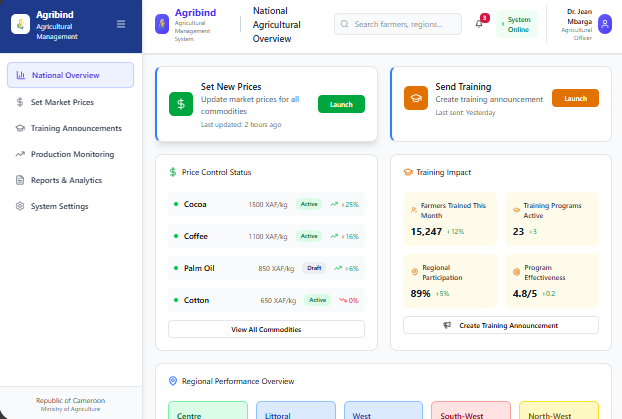 Agribind
Agricultural
Management
National Overview
Set Market Prices
Training Announcements
Production Monitoring
Reports & Analytics
System Settings
Republic of Cameroon
Ministry of Agriculture
Agribind
Agricultural
Management
System
National
Agricultural
Overview
Search farmers, regions...
3
System
Online
Dr. Jean
Mbarga
Agricultural
Officer
Set New Prices
Update market prices for all
commodities
Last updated: 2 hours ago
Launch
Send Training
Create training announcement
Last sent: Yesterday
Launch
Price Control Status
Cocoa 1500 XAF/kg Active +25%
Coffee 1100 XAF/kg Active +16%
Palm Oil 850 XAF/kg Draft +6%
Cotton 650 XAF/kg Active 0%
View All Commodities
Training Impact
Farmers Trained This
Month
15,247 +12%
Training Programs
Active
23 +3
Regional
Participation
89% +5%
Program
Effectiveness
4.8/5 +0.2
Create Training Announcement
Regional Performance Overview
Centre Littoral West South-West North-West